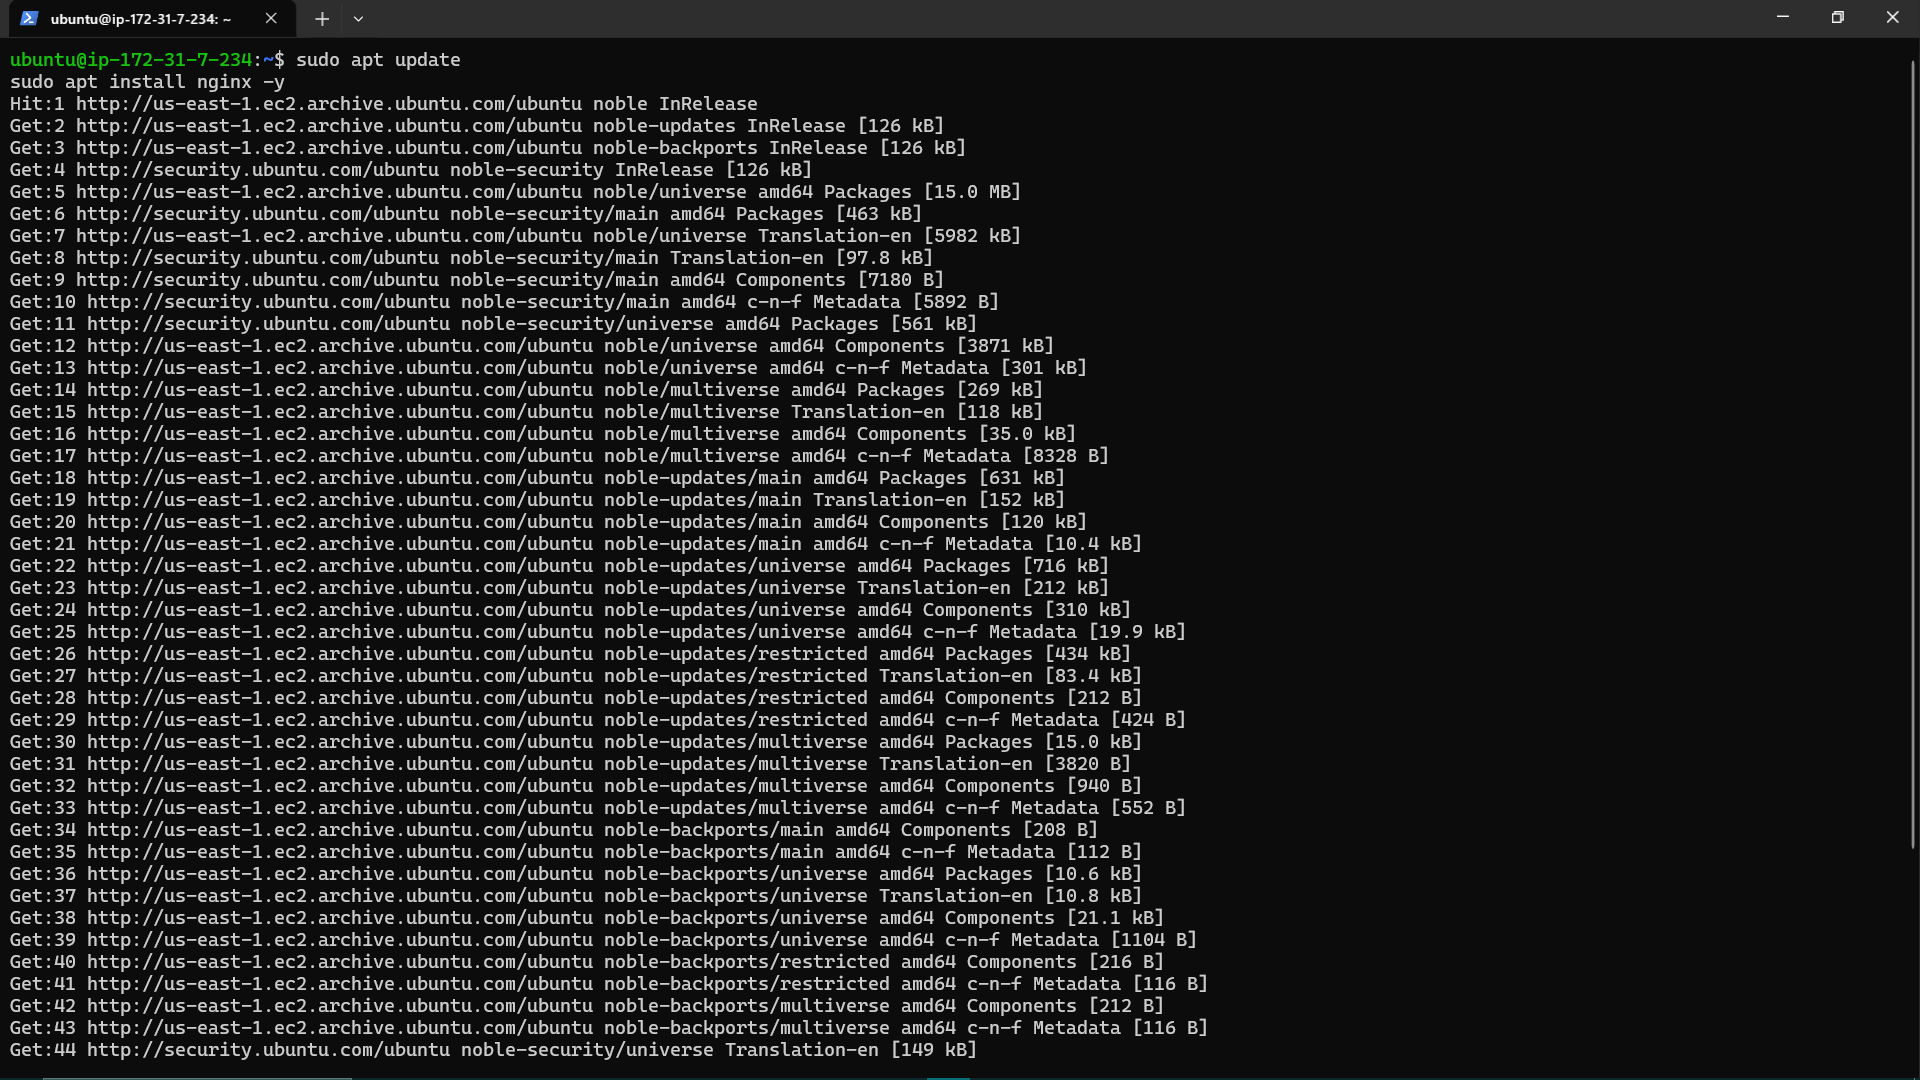 ubuntu@ip-172-31-7-234: ~
ubuntu@ip-172-31-7-234:~$ sudo apt update
sudo apt install nginx -y
Hit:1 http://us-east-1.ec2.archive.ubuntu.com/ubuntu noble InRelease
Get:2 http://us-east-1.ec2.archive.ubuntu.com/ubuntu noble-updates InRelease [126 kB]
Get:3 http://us-east-1.ec2.archive.ubuntu.com/ubuntu noble-backports InRelease [126 kB]
Get:4 http://security.ubuntu.com/ubuntu noble-security InRelease [126 kB]
Get:5 http://us-east-1.ec2.archive.ubuntu.com/ubuntu noble/universe amd64 Packages [15.0 MB]
Get:6 http://security.ubuntu.com/ubuntu noble-security/main amd64 Packages [463 kB]
Get:7 http://us-east-1.ec2.archive.ubuntu.com/ubuntu noble/universe Translation-en [5982 kB]
Get:8 http://security.ubuntu.com/ubuntu noble-security/main Translation-en [97.8 kB]
Get:9 http://security.ubuntu.com/ubuntu noble-security/main amd64 Components [7180 B]
Get:10 http://security.ubuntu.com/ubuntu noble-security/main amd64 c-n-f Metadata [5892 B]
Get:11 http://security.ubuntu.com/ubuntu noble-security/universe amd64 Packages [561 kB]
Get:12 http://us-east-1.ec2.archive.ubuntu.com/ubuntu noble/universe amd64 Components [3871 kB]
Get:13 http://us-east-1.ec2.archive.ubuntu.com/ubuntu noble/universe amd64 c-n-f Metadata [301 kB]
Get:14 http://us-east-1.ec2.archive.ubuntu.com/ubuntu noble/multiverse amd64 Packages [269 kB]
Get:15 http://us-east-1.ec2.archive.ubuntu.com/ubuntu noble/multiverse Translation-en [118 kB]
Get:16 http://us-east-1.ec2.archive.ubuntu.com/ubuntu noble/multiverse amd64 Components [35.0 kB]
Get:17 http://us-east-1.ec2.archive.ubuntu.com/ubuntu noble/multiverse amd64 c-n-f Metadata [8328 B]
Get:18 http://us-east-1.ec2.archive.ubuntu.com/ubuntu noble-updates/main amd64 Packages [631 kB]
Get:19 http://us-east-1.ec2.archive.ubuntu.com/ubuntu noble-updates/main Translation-en [152 kB]
Get:20 http://us-east-1.ec2.archive.ubuntu.com/ubuntu noble-updates/main amd64 Components [120 kB]
Get:21 http://us-east-1.ec2.archive.ubuntu.com/ubuntu noble-updates/main amd64 c-n-f Metadata [10.4 kB]
Get:22 http://us-east-1.ec2.archive.ubuntu.com/ubuntu noble-updates/universe amd64 Packages [716 kB]
Get:23 http://us-east-1.ec2.archive.ubuntu.com/ubuntu noble-updates/universe Translation-en [212 kB]
Get:24 http://us-east-1.ec2.archive.ubuntu.com/ubuntu noble-updates/universe amd64 Components [310 kB]
Get:25 http://us-east-1.ec2.archive.ubuntu.com/ubuntu noble-updates/universe amd64 c-n-f Metadata [19.9 kB]
Get:26 http://us-east-1.ec2.archive.ubuntu.com/ubuntu noble-updates/restricted amd64 Packages [434 kB]
Get:27 http://us-east-1.ec2.archive.ubuntu.com/ubuntu noble-updates/restricted Translation-en [83.4 kB]
Get:28 http://us-east-1.ec2.archive.ubuntu.com/ubuntu noble-updates/restricted amd64 Components [212 B]
Get:29 http://us-east-1.ec2.archive.ubuntu.com/ubuntu noble-updates/restricted amd64 c-n-f Metadata [424 B]
Get:30 http://us-east-1.ec2.archive.ubuntu.com/ubuntu noble-updates/multiverse amd64 Packages [15.0 kB]
Get:31 http://us-east-1.ec2.archive.ubuntu.com/ubuntu noble-updates/multiverse Translation-en [3820 B]
Get:32 http://us-east-1.ec2.archive.ubuntu.com/ubuntu noble-updates/multiverse amd64 Components [940 B]
Get:33 http://us-east-1.ec2.archive.ubuntu.com/ubuntu noble-updates/multiverse amd64 c-n-f Metadata [552 B]
Get:34 http://us-east-1.ec2.archive.ubuntu.com/ubuntu noble-backports/main amd64 Components [208 B]
Get:35 http://us-east-1.ec2.archive.ubuntu.com/ubuntu noble-backports/main amd64 c-n-f Metadata [112 B]
Get:36 http://us-east-1.ec2.archive.ubuntu.com/ubuntu noble-backports/universe amd64 Packages [10.6 kB]
Get:37 http://us-east-1.ec2.archive.ubuntu.com/ubuntu noble-backports/universe Translation-en [10.8 kB]
Get:38 http://us-east-1.ec2.archive.ubuntu.com/ubuntu noble-backports/universe amd64 Components [21.1 kB]
Get:39 http://us-east-1.ec2.archive.ubuntu.com/ubuntu noble-backports/universe amd64 c-n-f Metadata [1104 B]
Get:40 http://us-east-1.ec2.archive.ubuntu.com/ubuntu noble-backports/restricted amd64 Components [216 B]
Get:41 http://us-east-1.ec2.archive.ubuntu.com/ubuntu noble-backports/restricted amd64 c-n-f Metadata [116 B]
Get:42 http://us-east-1.ec2.archive.ubuntu.com/ubuntu noble-backports/multiverse amd64 Components [212 B]
Get:43 http://us-east-1.ec2.archive.ubuntu.com/ubuntu noble-backports/multiverse amd64 c-n-f Metadata [116 B]
Get:44 http://security.ubuntu.com/ubuntu noble-security/universe Translation-en [149 kB]